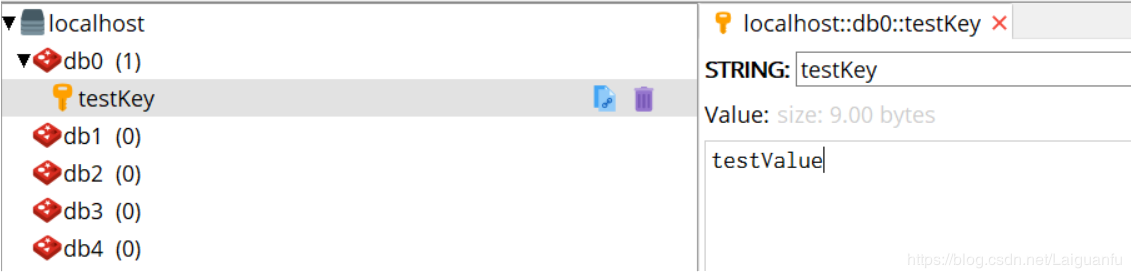 localhost
db0 (1)
testKey
db1 (0)
db2 (0)
db3 (0)
db4 (0)
localhost::db0::testKey
STRING: testKey
Value: size: 9.00 bytes
testValue
https://blog.csdn.net/Laiguanfu